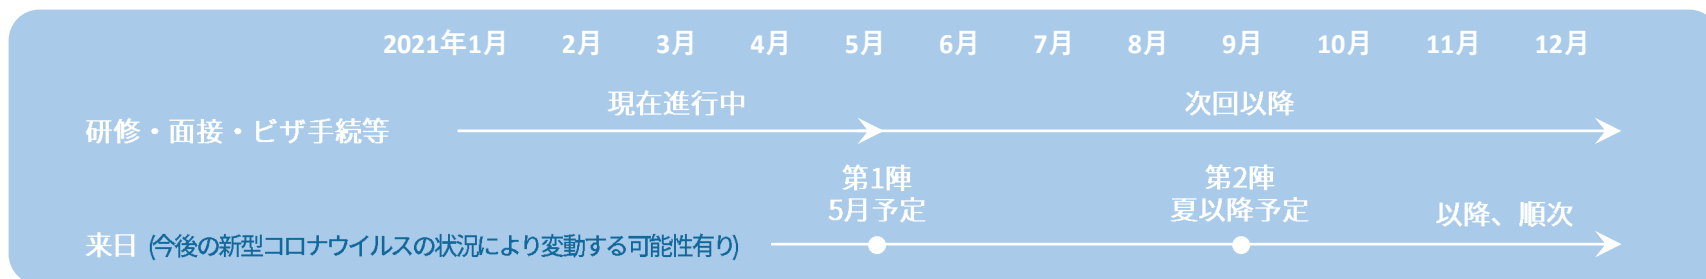 2021年1月 2月 3月 4月 5月 6月 7月 8月 9月 10月 11月 12月
現在進行中 次回以降
研修・面接・ビザ手続等
第1陣 第2陣
5月予定 夏以降予定 以降、順次
来日 (今後の新型コロナウイルスの状況により変動する可能性有り)